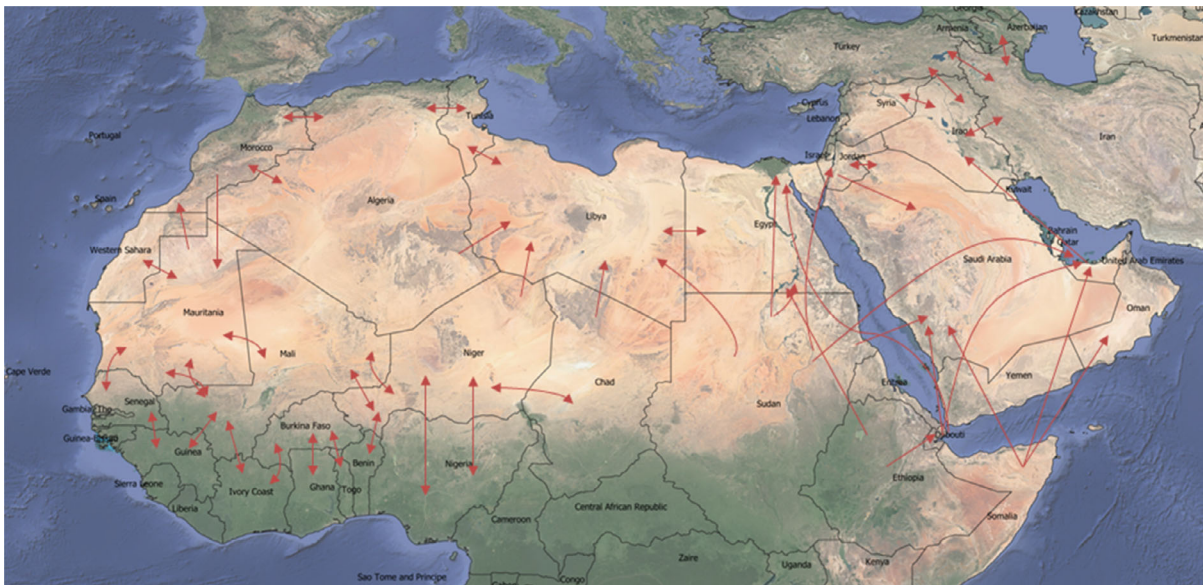 Georgia
Kazakhstan
Armenia
Azerbaijan
Turkmenistan
Turkey
Portugal
Tunisia
Cyprus
Lebanon
Syria
Iraq
Iran
Morocco
Israel
Jordan
Spain
Algeria
Libya
Egypt
Kuwait
Western Sahara
Bahrain
Qatar
Saudi Arabia
United Arab Emirates
Oman
Mauritania
Mali
Niger
Chad
Sudan
Yemen
Cape Verde
Eritrea
Senegal
Gambia, The
Burkina Faso
Djibouti
Guinea
Benin
Nigeria
Ethiopia
Sierra Leone
Ivory Coast
Ghana
Togo
Liberia
Central African Republic
Cameroon
Somalia
Zaire
Uganda
Kenya
Sao Tome and Principe
Congo